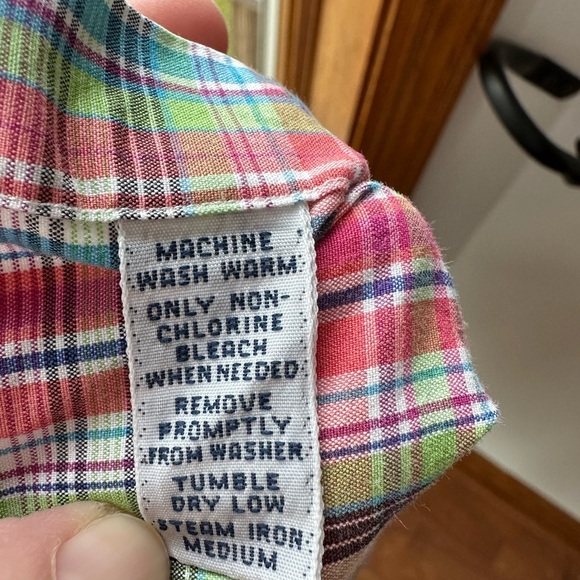 MACHINE
WASH WARM
ONLY NON-
CHLORINE
BLEACH
WHEN NEEDED
REMOVE
PROMPTLY
FROM WASHER
TUMBLE
DRY LOW
STEAM IRON
MEDIUM